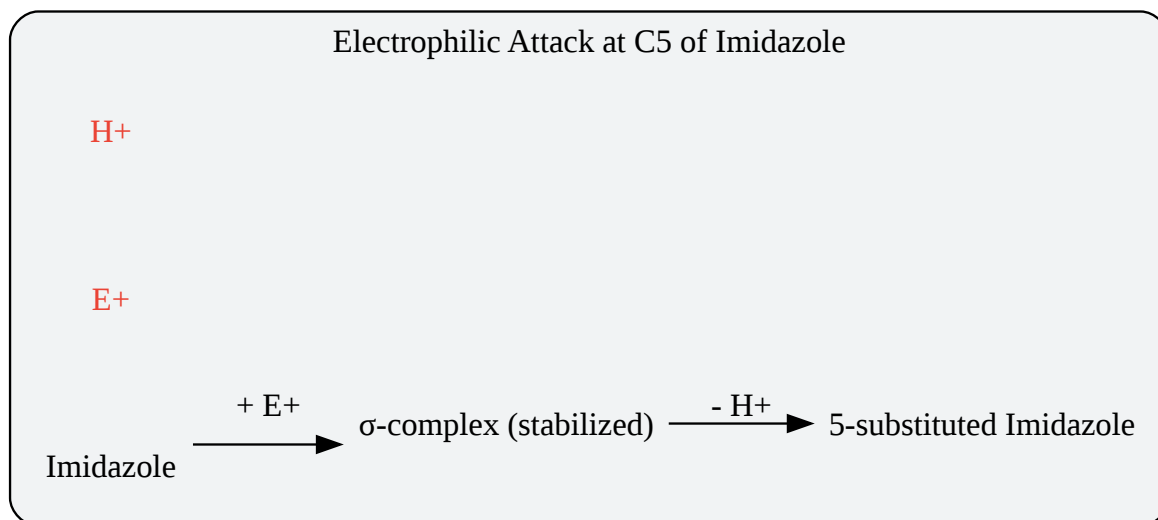 Electrophilic Attack at C5 of Imidazole
H+
E+
+ E+
- H+
σ-complex (stabilized)
5-substituted Imidazole
Imidazole